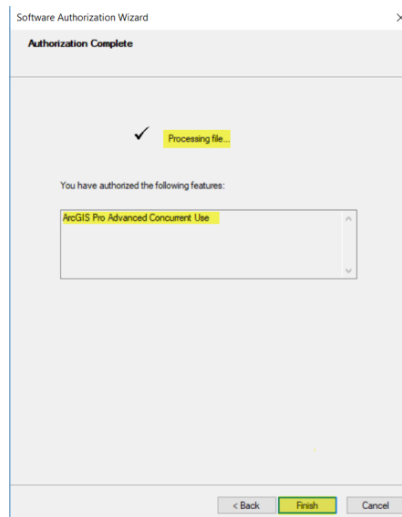 Software Authorization Wizard
Authorization Complete
Processing file...
You have authorized the following features:
ArcGIS Pro Advanced Concurrent Use
< Back Finish Cancel